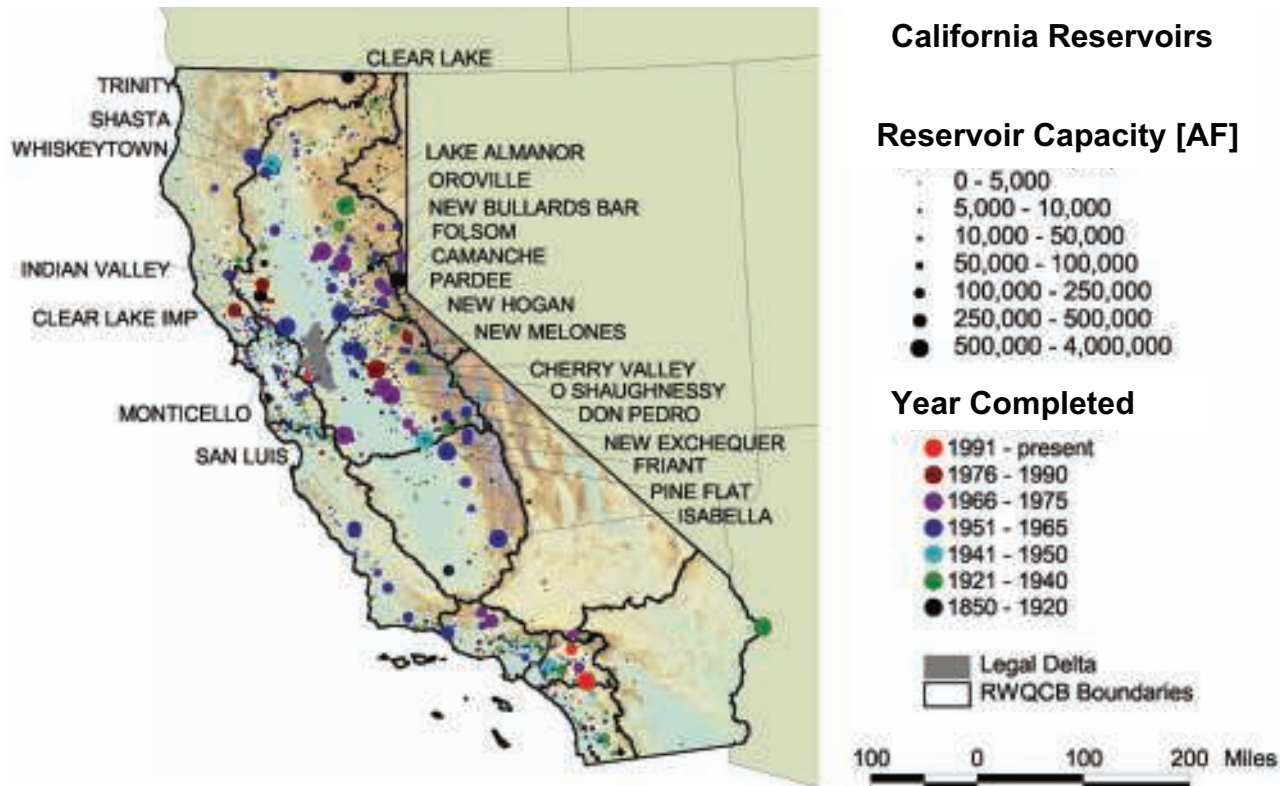 California Reservoirs
CLEAR LAKE
TRINITY
SHASTA
WHISKEYTOWN
INDIAN VALLEY
CLEAR LAKE IMP
MONTICELLO
SAN LUIS
LAKE ALMANOR
OROVILLE
NEW BULLARDS BAR
FOLSOM
CAMANCHE
PARDEE
NEW HOGAN
NEW MELONES
CHERRY VALLEY
O SHAUGHNESSY
DON PEDRO
NEW EXCHEQUER
FRIANT
PINE FLAT
ISABELLA
Reservoir Capacity [AF]
0 - 5,000
5,000 - 10,000
10,000 - 50,000
50,000 - 100,000
100,000 - 250,000
250,000 - 500,000
500,000 - 4,000,000
Year Completed
1991 - present
1976 - 1990
1966 - 1975
1951 - 1965
1941 - 1950
1921 - 1940
1850 - 1920
Legal Delta
RWQCB Boundaries
100 0 100 200 Miles